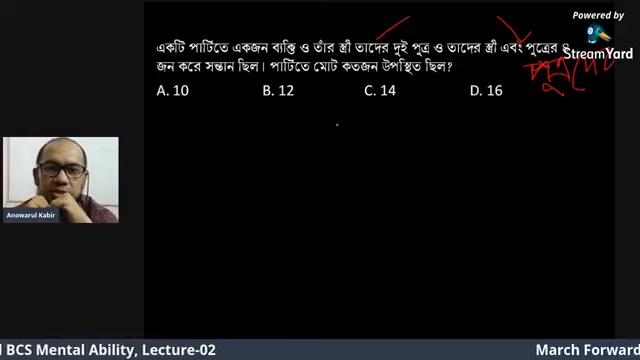 Powered by
StreamYard
একটি পার্টিতে একজন ব্যক্তি ও তাঁর স্ত্রী তাদের দুই পুত্র ও তাদের স্ত্রী এবং পুত্রের ৪
জন করে সন্তান ছিল। পার্টিতে মোট কতজন উপস্থিত ছিল?
A. 10 B. 12 C. 14 D. 16
Anowarul Kabir
BCS Mental Ability, Lecture-02 March Forward